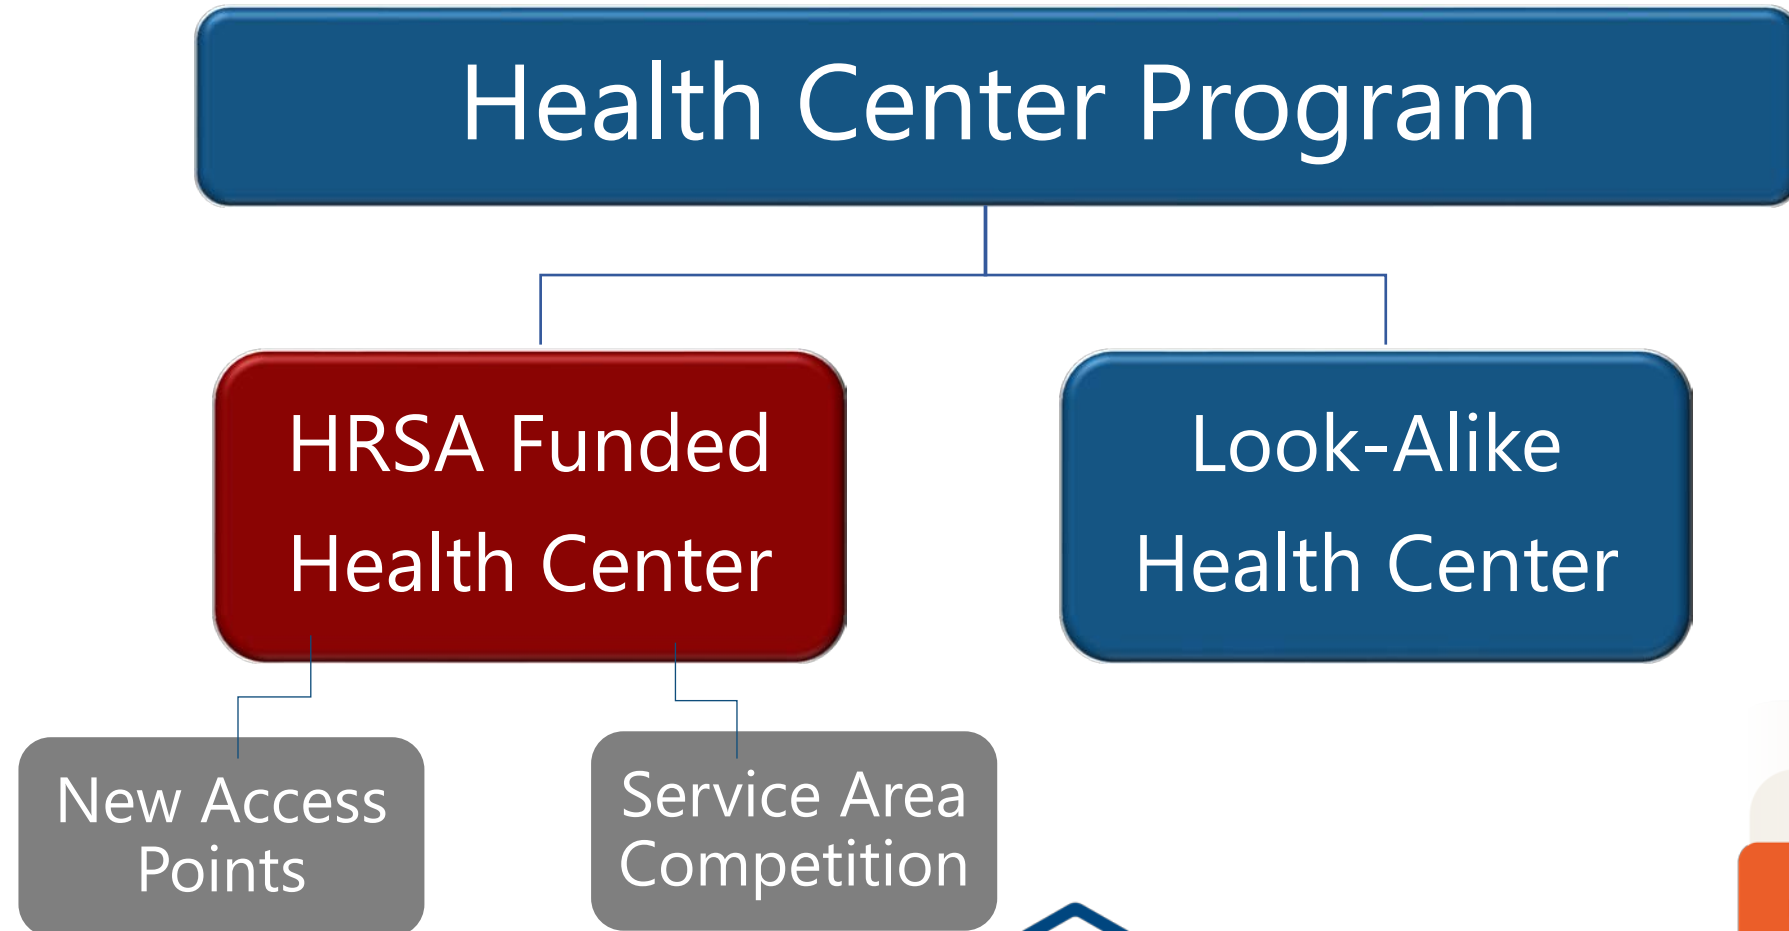 Health Center Program
HRSA Funded
Health Center
Look-Alike
Health Center
New Access
Points
Service Area
Competition